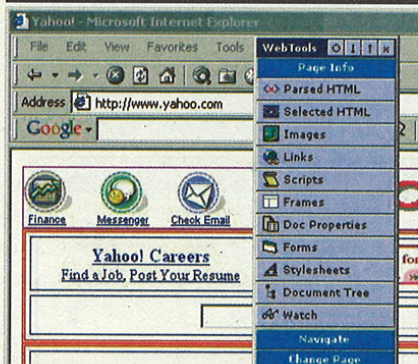 Yahoo! - Microsoft Internet Explorer
File Edit View Favorites Tools
WebTools
Page Info
Parsed HTML
Selected HTML
Images
Links
Scripts
Frames
Doc Properties
Forms
Stylesheets
Document Tree
Watch
Navigate
Change Page
Address http://www.yahoo.com
Google
Finance Messenger Check Email
Yahoo! Careers
Find a Job, Post Your Resume
for